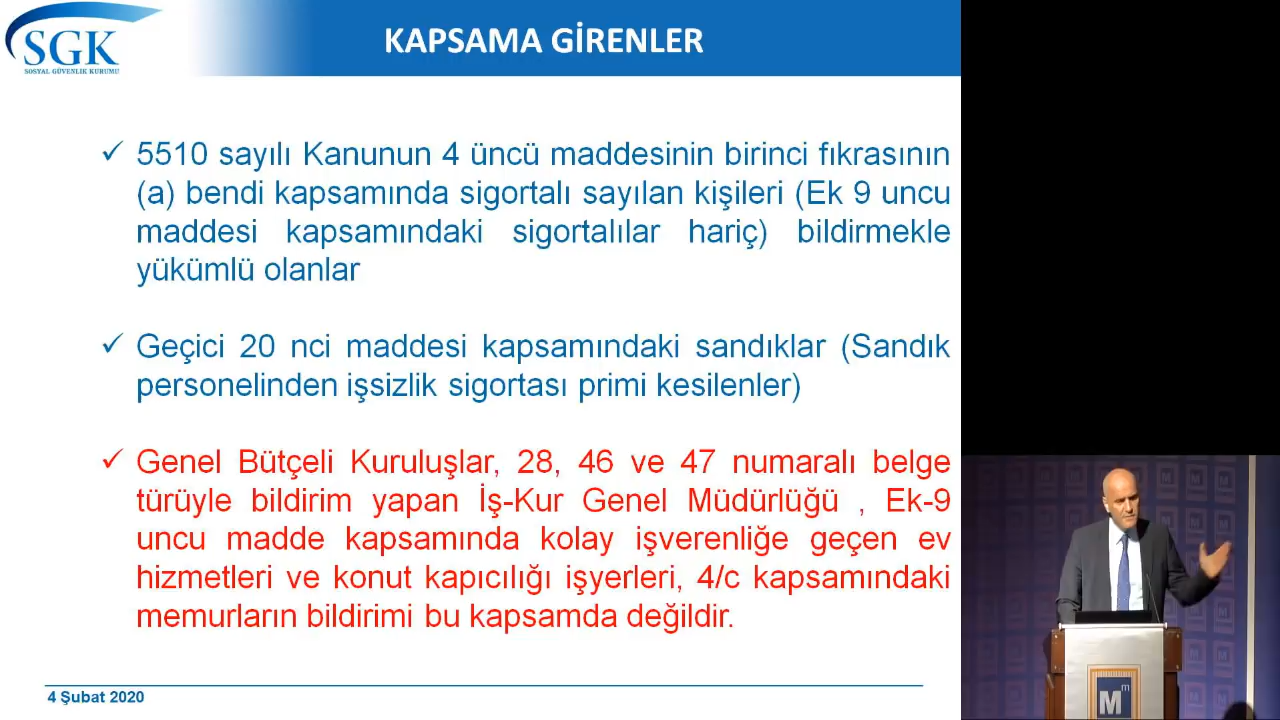 SGK
SOSYAL GÜVENLİK KURUMU
KAPSAMA GİRENLER
✓ 5510 sayılı Kanunun 4 üncü maddesinin birinci fıkrasının
(a) bendi kapsamında sigortalı sayılan kişileri (Ek 9 uncu
maddesi kapsamındaki sigortalılar hariç) bildirmekle
yükümlü olanlar
✓ Geçici 20 nci maddesi kapsamındaki sandıklar (Sandık
personelinden işsizlik sigortası primi kesilenler)
✓ Genel Bütçeli Kuruluşlar, 28, 46 ve 47 numaralı belge
türüyle bildirim yapan İş-Kur Genel Müdürlüğü , Ek-9
uncu madde kapsamında kolay işverenliğe geçen ev
hizmetleri ve konut kapıcılığı işyerleri, 4/c kapsamındaki
memurların bildirimi bu kapsamda değildir.
4 Şubat 2020
M m